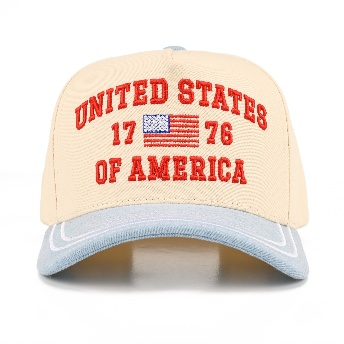 UNITED STATES
17 76
OF AMERICA